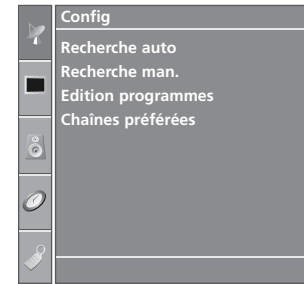 Config
Recherche auto
Recherche man.
Edition programmes
Chaînes préférées